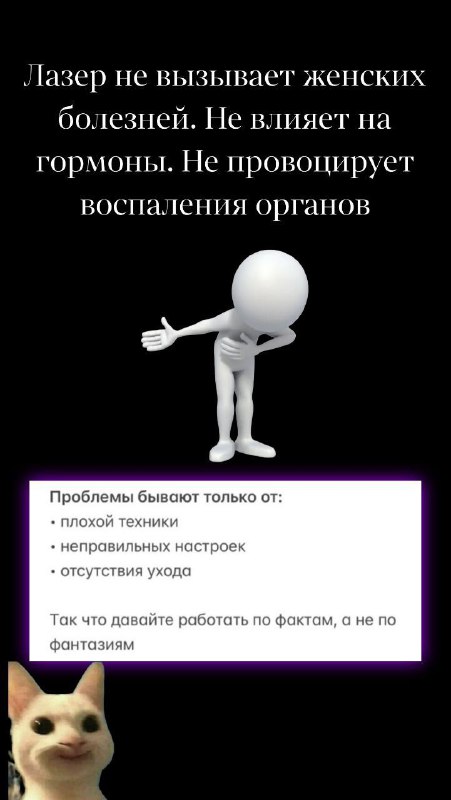 Лазер не вызывает женских
болезней. Не влияет на
гормоны. Не провоцирует
воспаления органов
Проблемы бывают только от:
• плохой техники
• неправильных настроек
• отсутствия ухода
Так что давайте работать по фактам, а не по
фантазиям